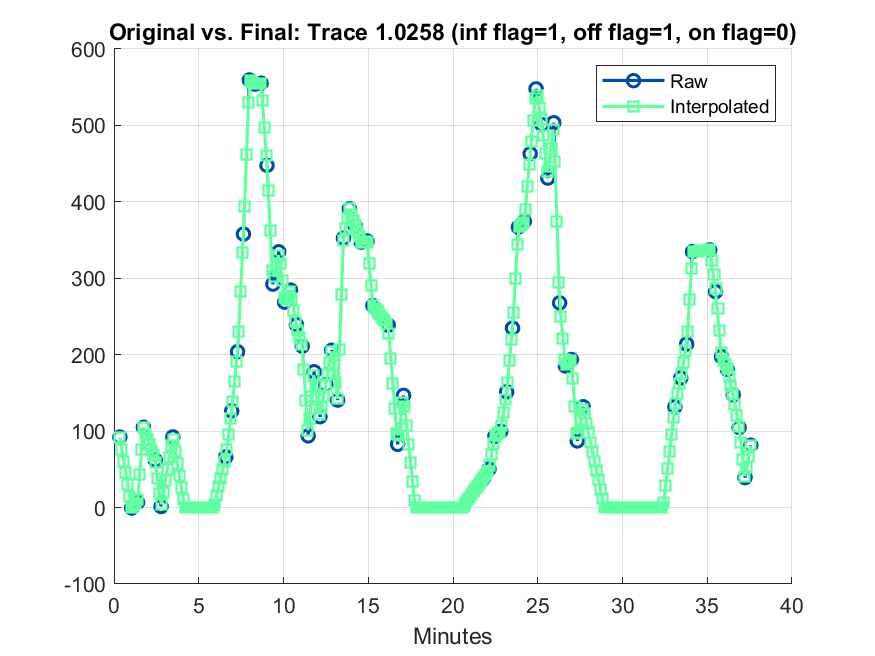 Original vs. Final: Trace 1.0258 (inf flag=1, off flag=1, on flag=0)
600
500
400
300
200
100
0
-100
Raw
Interpolated
0 5 10 15 20 25 30 35 40
Minutes